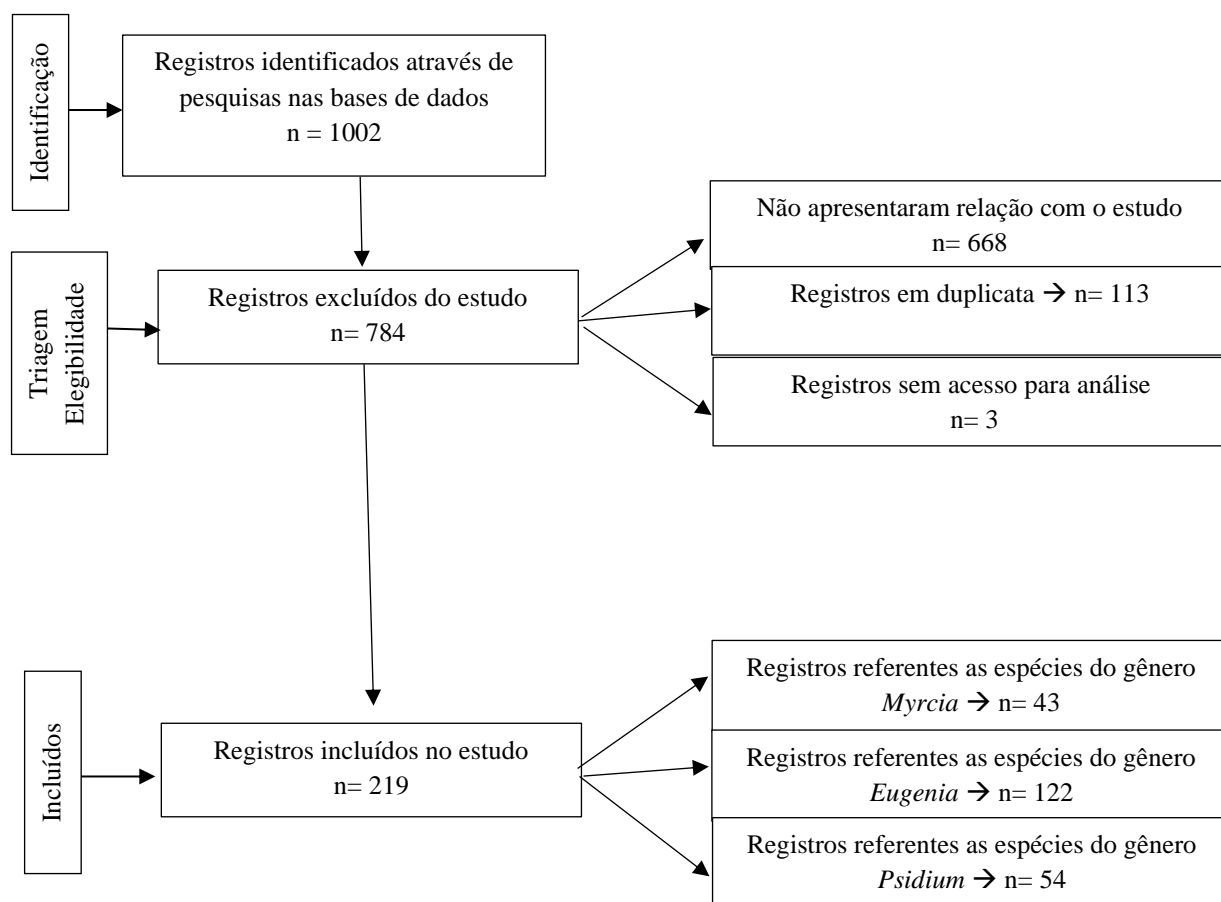 Identificação
Registros identificados através de
pesquisas nas bases de dados
n = 1002
Triagem
Elegibilidade
Registros excluídos do estudo
n= 784
Não apresentaram relação com o estudo
n= 668
Registros em duplicata → n= 113
Registros sem acesso para análise
n= 3
Incluídos
Registros incluídos no estudo
n= 219
Registros referentes as espécies do gênero
Myrcia → n= 43
Registros referentes as espécies do gênero
Eugenia → n= 122
Registros referentes as espécies do gênero
Psidium → n= 54